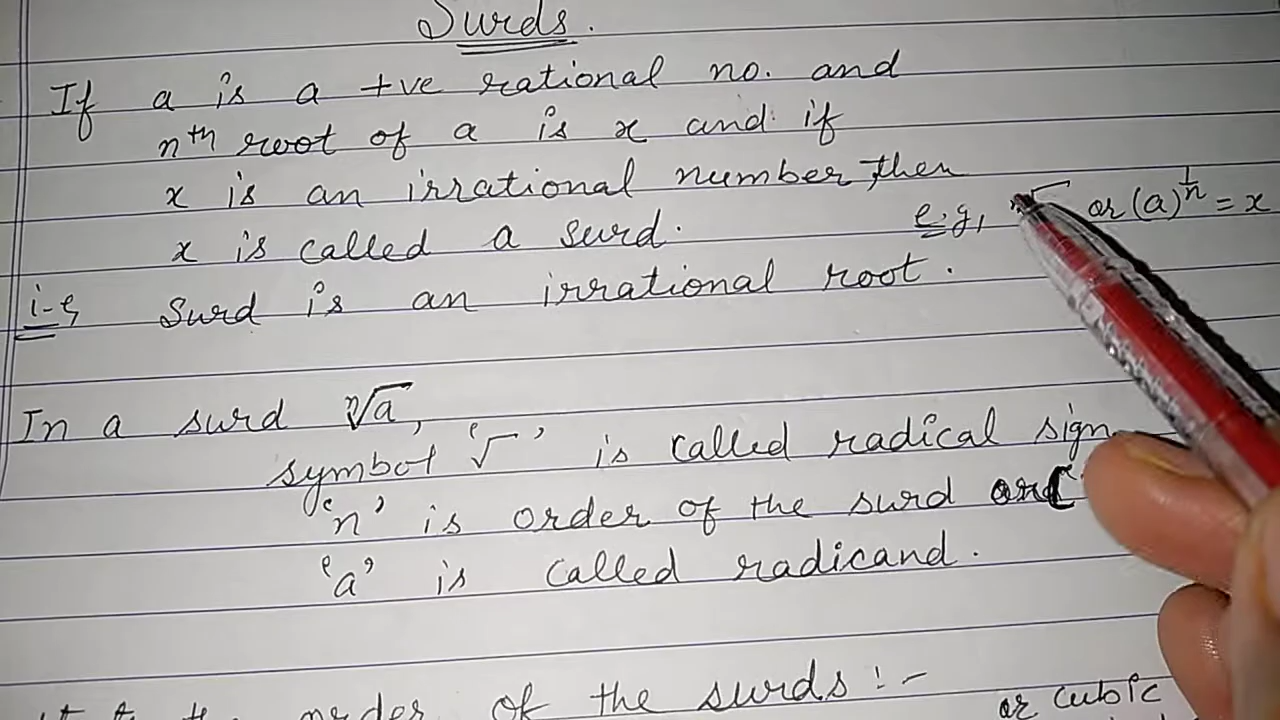 Surds.
If a is a +ve rational no. and
nth root of a is x and if
x is an irrational number, then
e.g, √ or (a)^1/n = x
x is called a surd.
i.e Surd is an irrational root.
In a surd ⁿ√a,
symbol '√' is called radical sign
'n' is order of the surd and
'a' is called radicand.
order of the surds :-
or cubic